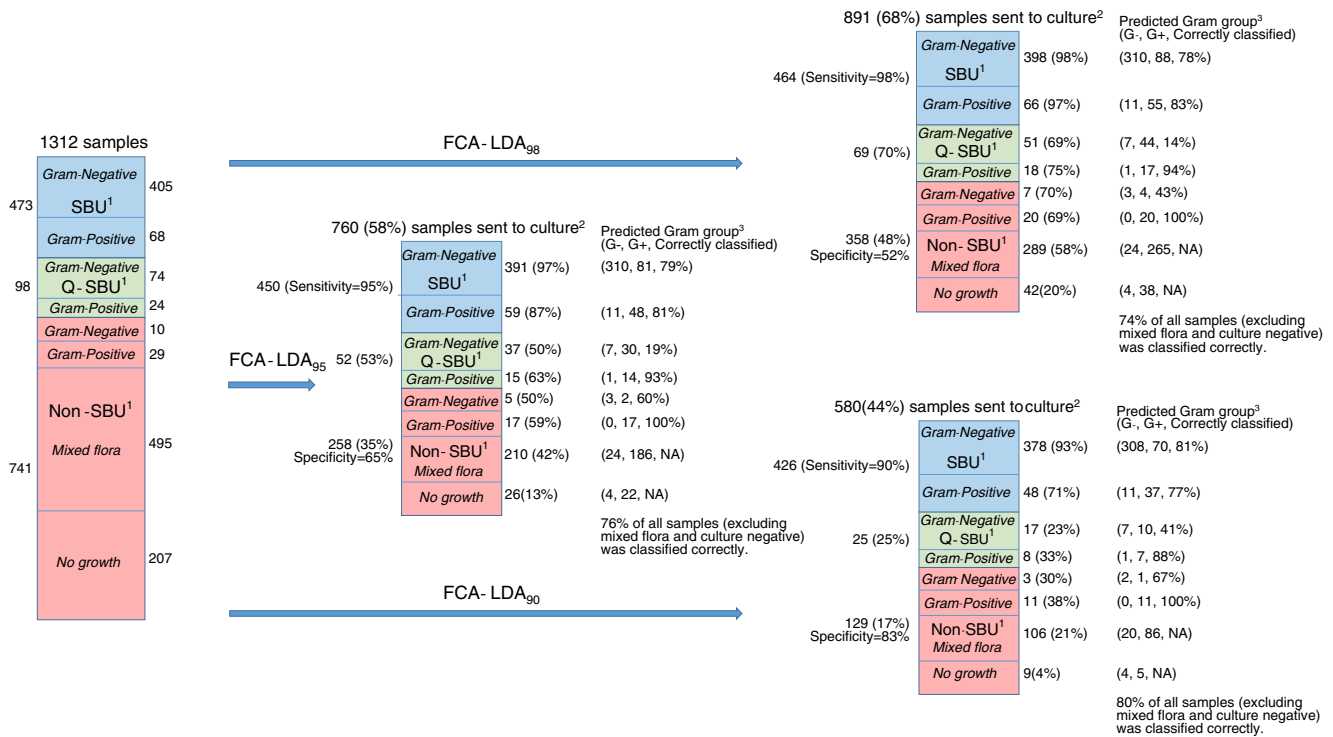 1312 samples
Gram-Negative
405
473
SBU1
Gram-Positive
68
Gram-Negative
74
98
Q-SBU1
Gram-Positive
24
Gram-Negative
10
Gram-Positive
29
Non-SBU1
Mixed flora
495
741
No growth
207
FCA-LDA98
FCA-LDA95
FCA-LDA90
760 (58%) samples sent to culture2
Predicted Gram group3
(G-, G+, Correctly classified)
Gram-Negative
391 (97%)
(310, 81, 79%)
450 (Sensitivity=95%)
SBU1
Gram-Positive
59 (87%)
(11, 48, 81%)
Gram-Negative
37 (50%)
(7, 30, 19%)
52 (53%)
Q-SBU1
Gram-Positive
15 (63%)
(1, 14, 93%)
Gram-Negative
5 (50%)
(3, 2, 60%)
Gram-Positive
17 (59%)
(0, 17, 100%)
258 (35%)
Specificity=65%
Non-SBU1
Mixed flora
210 (42%)
(24, 186, NA)
No growth
26(13%)
(4, 22, NA)
76% of all samples (excluding
mixed flora and culture negative)
was classified correctly.
891 (68%) samples sent to culture2
Predicted Gram group3
(G-, G+, Correctly classified)
Gram-Negative
398 (98%)
(310, 88, 78%)
464 (Sensitivity=98%)
SBU1
Gram-Positive
66 (97%)
(11, 55, 83%)
Gram-Negative
51 (69%)
(7, 44, 14%)
69 (70%)
Q-SBU1
Gram-Positive
18 (75%)
(1, 17, 94%)
Gram-Negative
7 (70%)
(3, 4, 43%)
Gram-Positive
20 (69%)
(0, 20, 100%)
358 (48%)
Specificity=52%
Non-SBU1
Mixed flora
289 (58%)
(24, 265, NA)
No growth
42(20%)
(4, 38, NA)
74% of all samples (excluding
mixed flora and culture negative)
was classified correctly.
580(44%) samples sent to culture2
Predicted Gram group3
(G-, G+, Correctly classified)
Gram-Negative
378 (93%)
(308, 70, 81%)
426 (Sensitivity=90%)
SBU1
Gram-Positive
48 (71%)
(11, 37, 77%)
Gram-Negative
17 (23%)
(7, 10, 41%)
25 (25%)
Q-SBU1
Gram-Positive
8 (33%)
(1, 7, 88%)
Gram-Negative
3 (30%)
(2, 1, 67%)
Gram-Positive
11 (38%)
(0, 11, 100%)
129 (17%)
Specificity=83%
Non-SBU1
Mixed flora
106 (21%)
(20, 86, NA)
No growth
9(4%)
(4, 5, NA)
80% of all samples (excluding
mixed flora and culture negative)
was classified correctly.